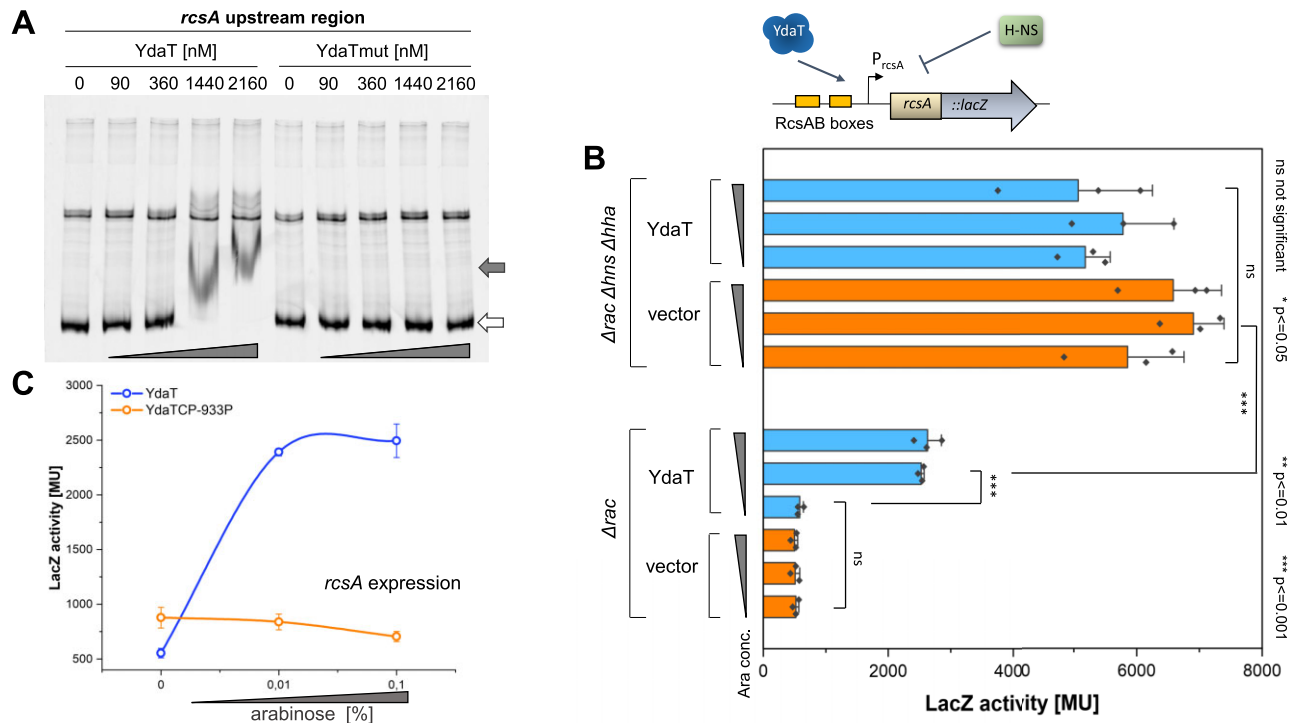 A
rcsA upstream region
YdaT [nM]
YdaTmut [nM]
0 90 360 1440 2160 0 90 360 1440 2160
YdaT
H-NS
PrcsA
rcsA ::lacZ
RcsAB boxes
B
Δrac Δhns Δhha
YdaT
vector
Δrac
YdaT
vector
ns
***
***
ns
ns not significant
* p<=0.05
** p<=0.01
*** p<=0.001
Ara conc.
0 2000 4000 6000 8000
LacZ activity [MU]
C
YdaT
YdaTCP-933P
LacZ activity [MU]
3000
2500
2000
1500
1000
500
rcsA expression
0 0,01 0,1
arabinose [%]